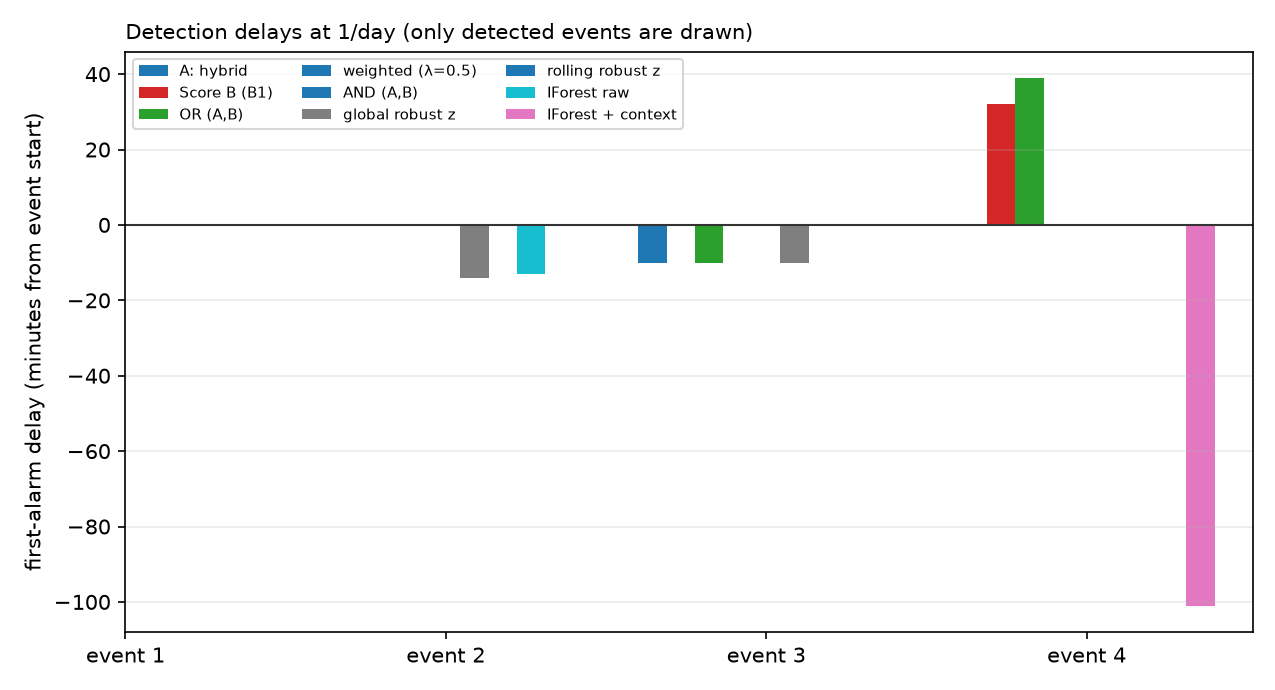 Detection delays at 1/day (only detected events are drawn)
first-alarm delay (minutes from event start)
40
20
0
−20
−40
−60
−80
−100
A: hybrid
Score B (B1)
OR (A,B)
weighted (λ=0.5)
AND (A,B)
global robust z
rolling robust z
IForest raw
IForest + context
event 1
event 2
event 3
event 4